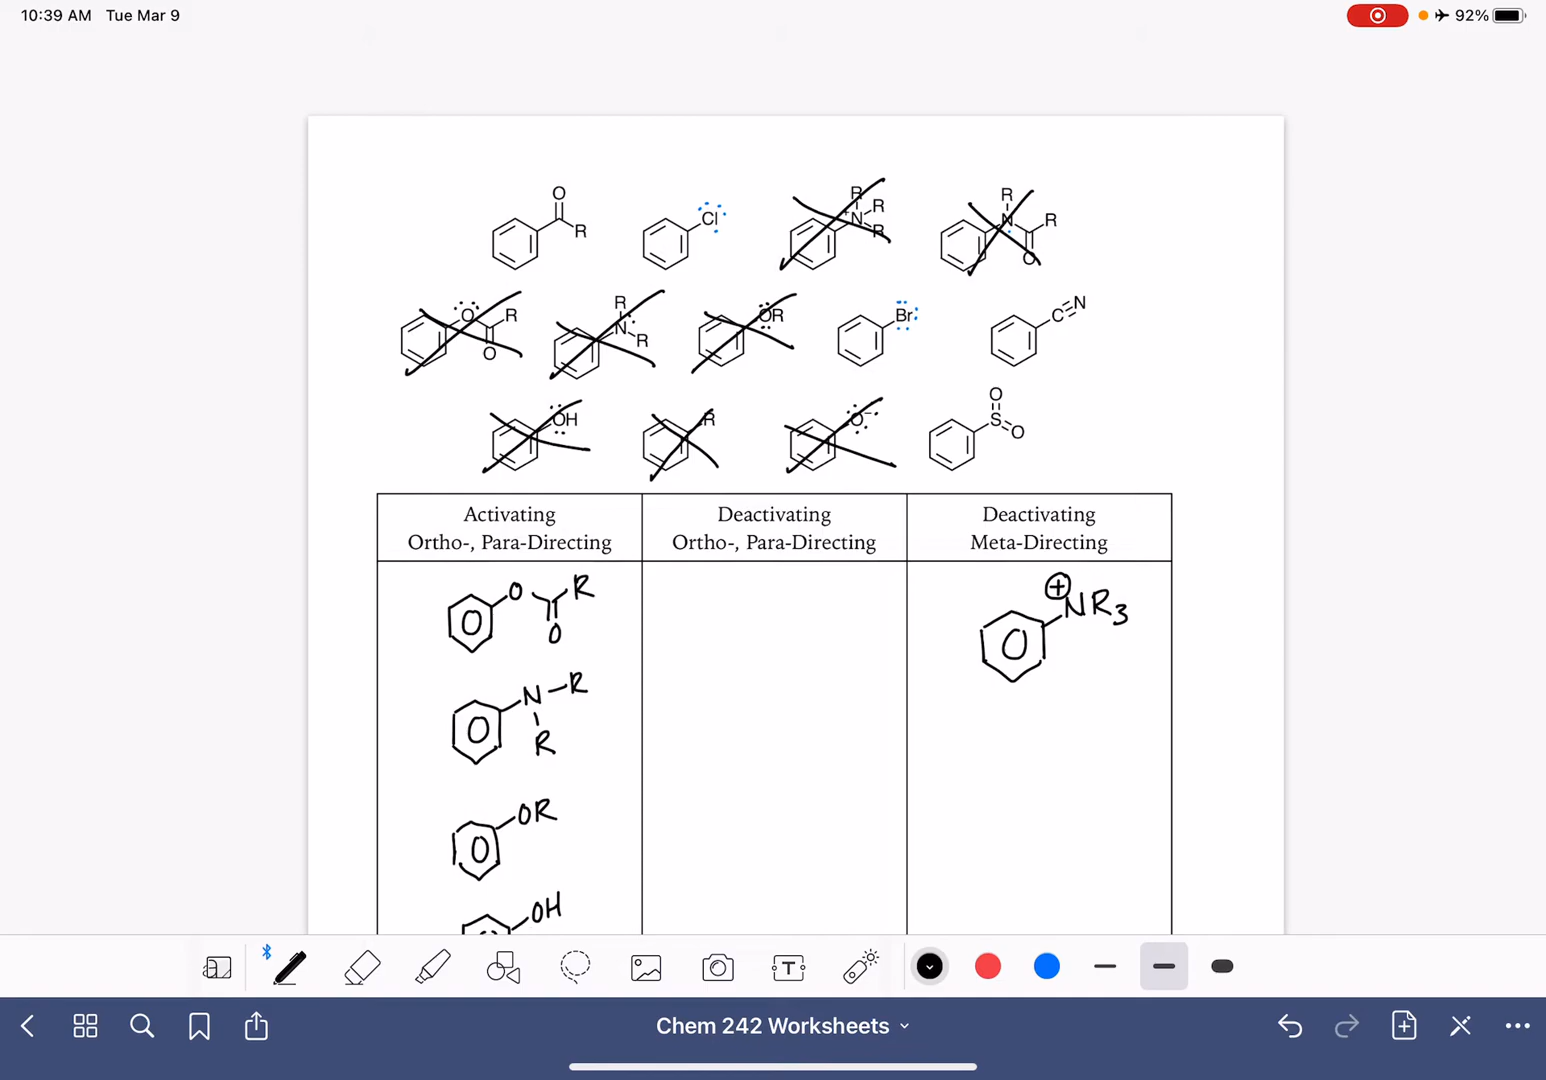 10:39 AM Tue Mar 9
92%
O
R
Cl
R
+N
R
R
R
N
R
O
O
R
O
R
N
R
OR
Br
C
N
OH
R
O−
O
S
O
Activating
Ortho-, Para-Directing
Deactivating
Ortho-, Para-Directing
Deactivating
Meta-Directing
O
R
O
+
NR3
N
R
R
OR
OH
T
Chem 242 Worksheets